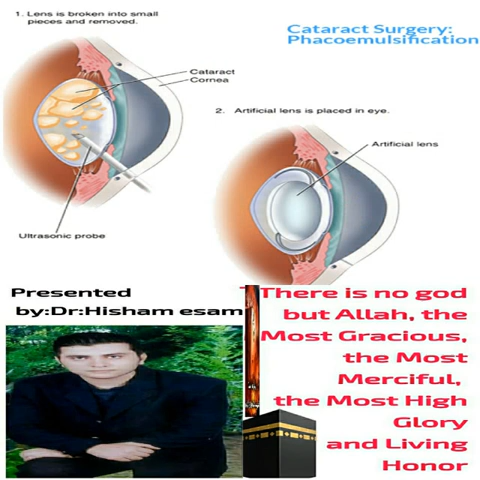 1. Lens is broken into small
pieces and removed.
Cataract Surgery:
Phacoemulsification
Cataract
Cornea
2. Artificial lens is placed in eye.
Artificial lens
Ultrasonic probe
Presented
by:Dr:Hisham esam
There is no god
but Allah, the
Most Gracious,
the Most
Merciful,
the Most High
Glory
and Living
Honor